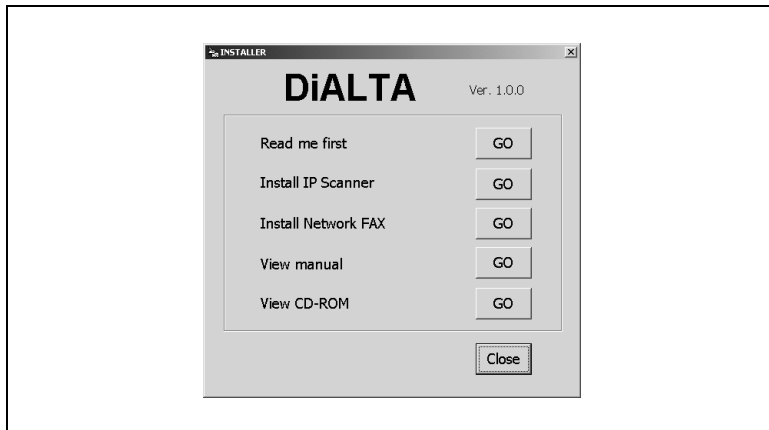 INSTALLER
DiALTA Ver. 1.0.0
Read me first GO
Install IP Scanner GO
Install Network FAX GO
View manual GO
View CD-ROM GO
Close